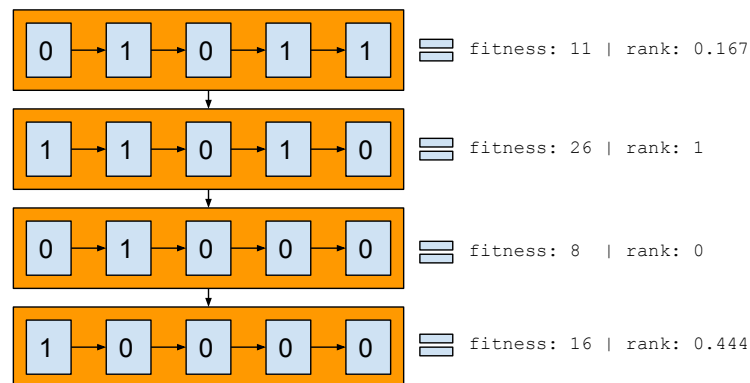 0 1 0 1 1 fitness: 11 | rank: 0.167
1 1 0 1 0 fitness: 26 | rank: 1
0 1 0 0 0 fitness: 8  | rank: 0
1 0 0 0 0 fitness: 16 | rank: 0.444